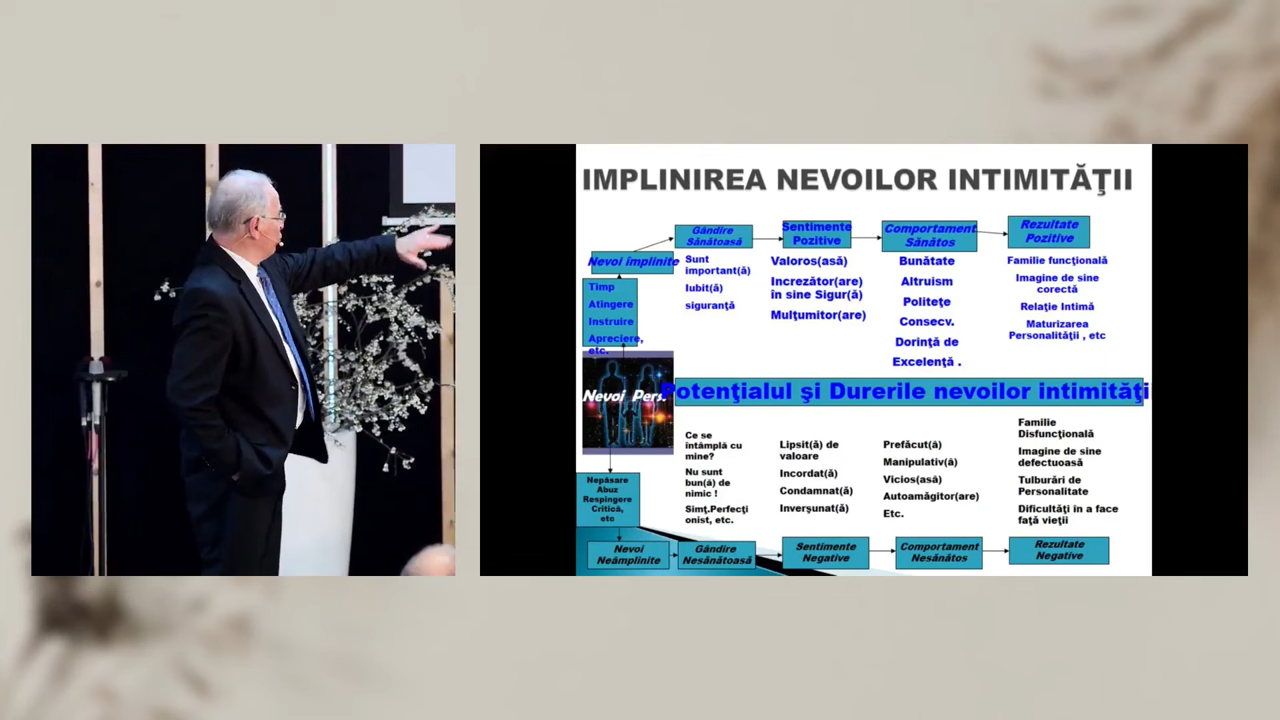 IMPLINIREA NEVOILOR INTIMITĂŢII
Nevoi împlinite
Gândire
Sănătoasă
Sentimente
Pozitive
Comportament
Sănătos
Rezultate
Pozitive
Timp
Atingere
Instruire
Apreciere,
etc.
Sunt
important(ă)
Iubit(ă)
siguranţă
Valoros(asă)
Increzător(are)
în sine Sigur(ă)
Mulţumitor(are)
Bunătate
Altruism
Politeţe
Consecv.
Dorinţă de
Excelenţă .
Familie funcţională
Imagine de sine
corectă
Relaţie Intimă
Maturizarea
Personalităţii , etc
Nevoi Pers.
Potenţialul şi Durerile nevoilor intimităţi
Nepăsare
Abuz
Respingere
Critică,
etc
Ce se
întâmplă cu
mine?
Nu sunt
bun(ă) de
nimic !
Simţ.Perfecţi
onist, etc.
Lipsit(ă) de
valoare
Incordat(ă)
Condamnat(ă)
Inverşunat(ă)
Prefăcut(ă)
Manipulativ(ă)
Vicios(asă)
Autoamăgitor(are)
Etc.
Familie
Disfuncţională
Imagine de sine
defectuoasă
Tulburări de
Personalitate
Dificultăţi în a face
faţă vieţii
Nevoi
Neâmplinite
Gândire
Nesănătoasă
Sentimente
Negative
Comportament
Nesănătos
Rezultate
Negative